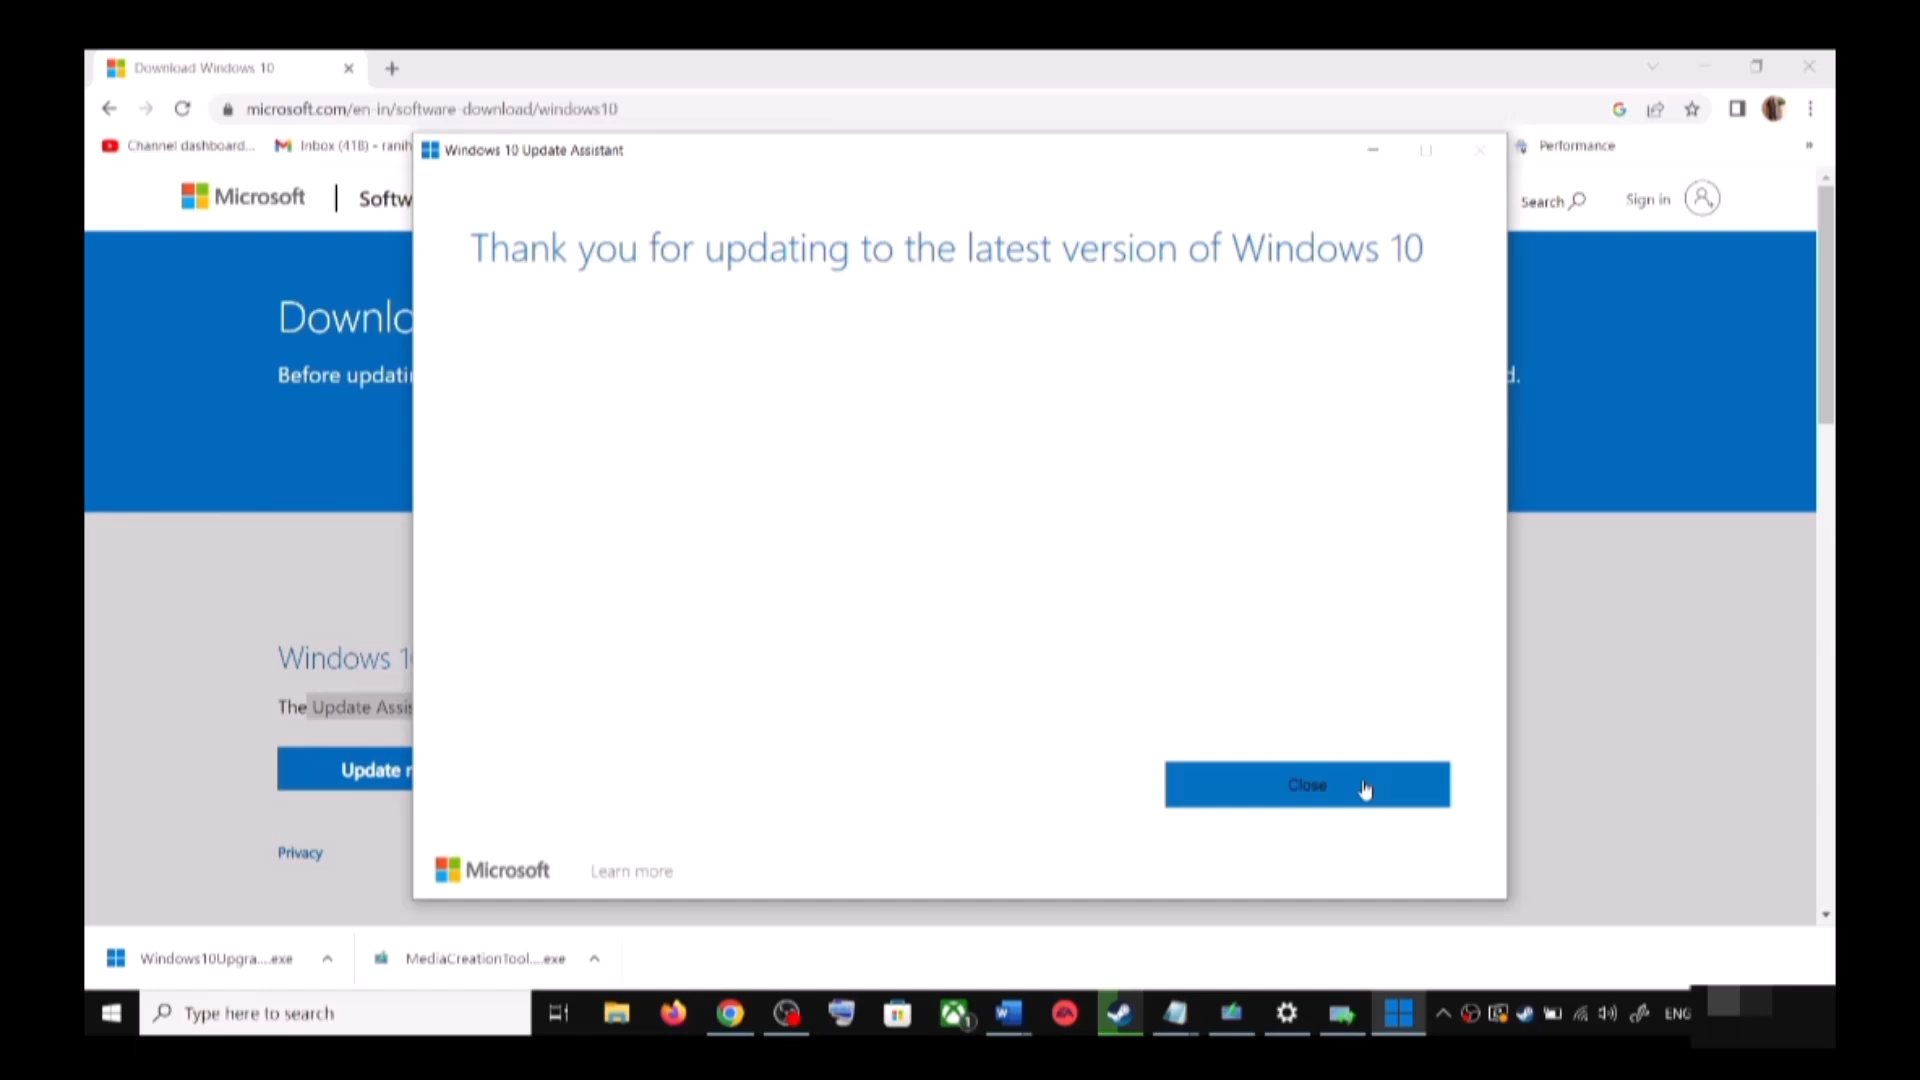 Download Windows 10
microsoft.com/en-in/software-download/windows10
Channel dashboard...
Inbox (418) - ranih
Performance
»
Windows 10 Update Assistant
Microsoft
Softw
Search
Sign in
Thank you for updating to the latest version of Windows 10
Downlo
Before updati
d.
Windows 1
The Update Assis
Update
Close
Privacy
Microsoft
Learn more
Windows10Upgra....exe
MediaCreationTool....exe
Type here to search
1
W
EA
ENG